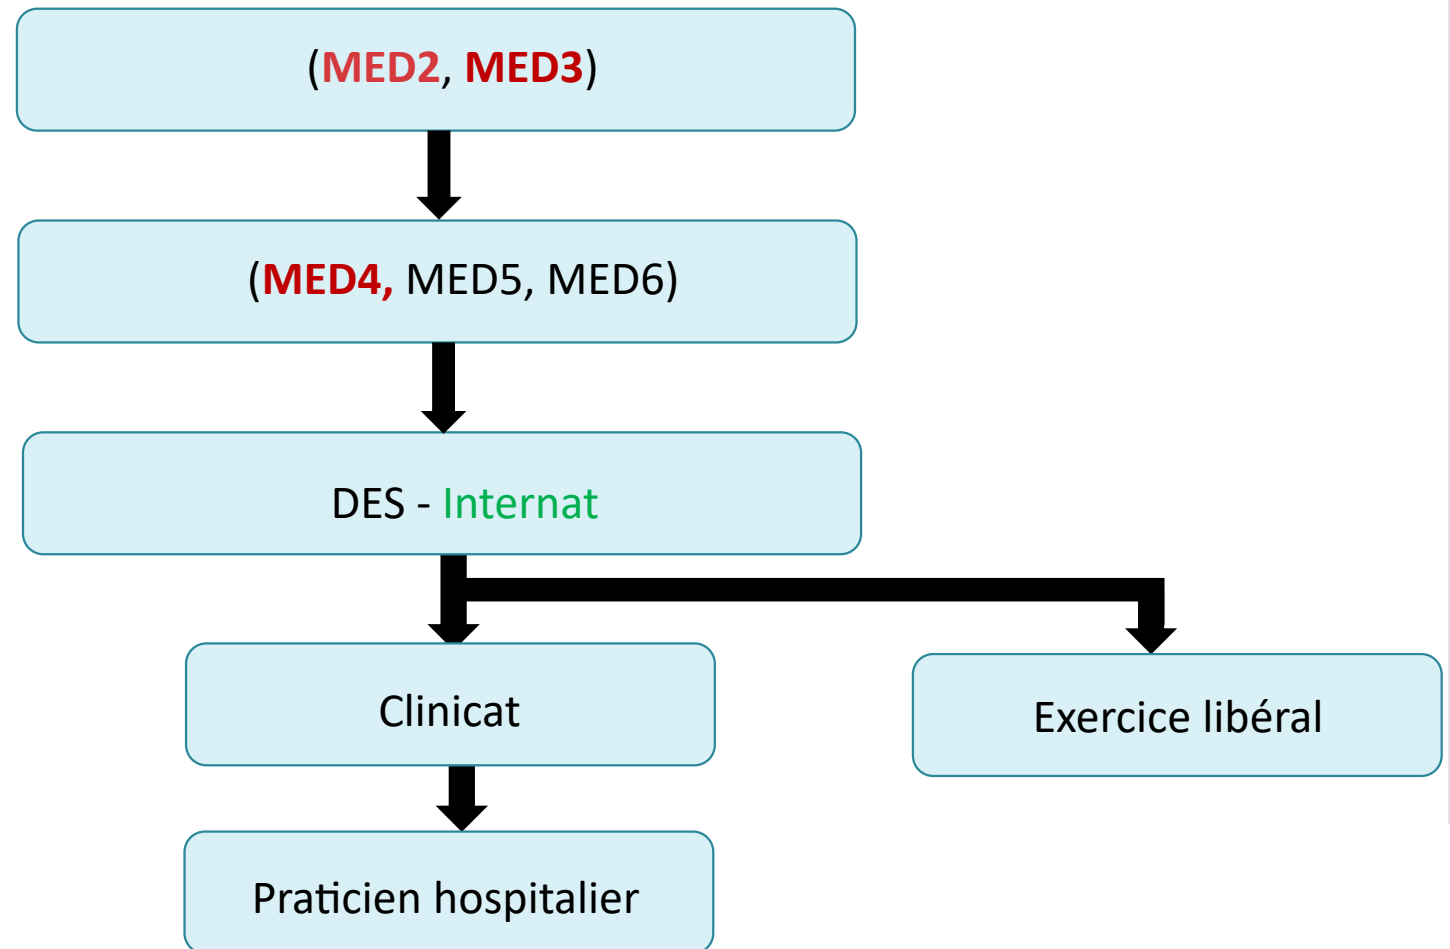 (MED2, MED3)
(MED4, MED5, MED6)
DES - Internat
Clinicat
Exercice libéral
Praticien hospitalier